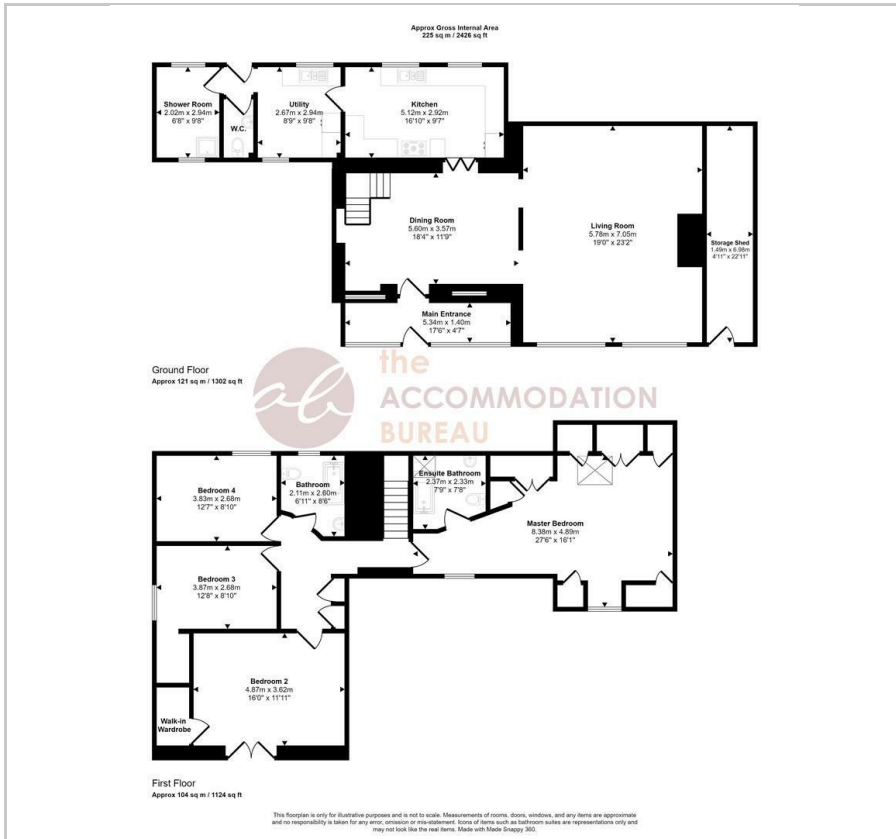 Approx Gross Internal Area
225 sq m / 2426 sq ft
Shower Room
2.02m x 2.94m
6'8" x 9'8"
W.C.
Utility
2.67m x 2.94m
8'9" x 9'8"
Kitchen
5.12m x 2.92m
16'10" x 9'7"
Dining Room
5.60m x 3.57m
18'4" x 11'9"
Living Room
5.78m x 7.05m
19'0" x 23'2"
Storage Shed
1.49m x 6.98m
4'11" x 22'11"
Main Entrance
5.34m x 1.40m
17'6" x 4'7"
Ground Floor
Approx 121 sq m / 1302 sq ft
ab
the
ACCOMMODATION
BUREAU
Bedroom 4
3.83m x 2.68m
12'7" x 8'10"
Bathroom
2.11m x 2.60m
6'11" x 8'6"
Ensuite Bathroom
2.37m x 2.33m
7'9" x 7'8"
Master Bedroom
8.38m x 4.89m
27'6" x 16'1"
Bedroom 3
3.87m x 2.68m
12'8" x 8'10"
Bedroom 2
4.87m x 3.62m
16'0" x 11'11"
Walk-in
Wardrobe
First Floor
Approx 104 sq m / 1124 sq ft
This floorplan is only for illustrative purposes and is not to scale. Measurements of rooms, doors, windows, and any items are approximate
and no responsibility is taken for any error, omission or mis-statement. Icons of items such as bathroom suites are representations only and
may not look like the real items. Made with Made Snappy 360.